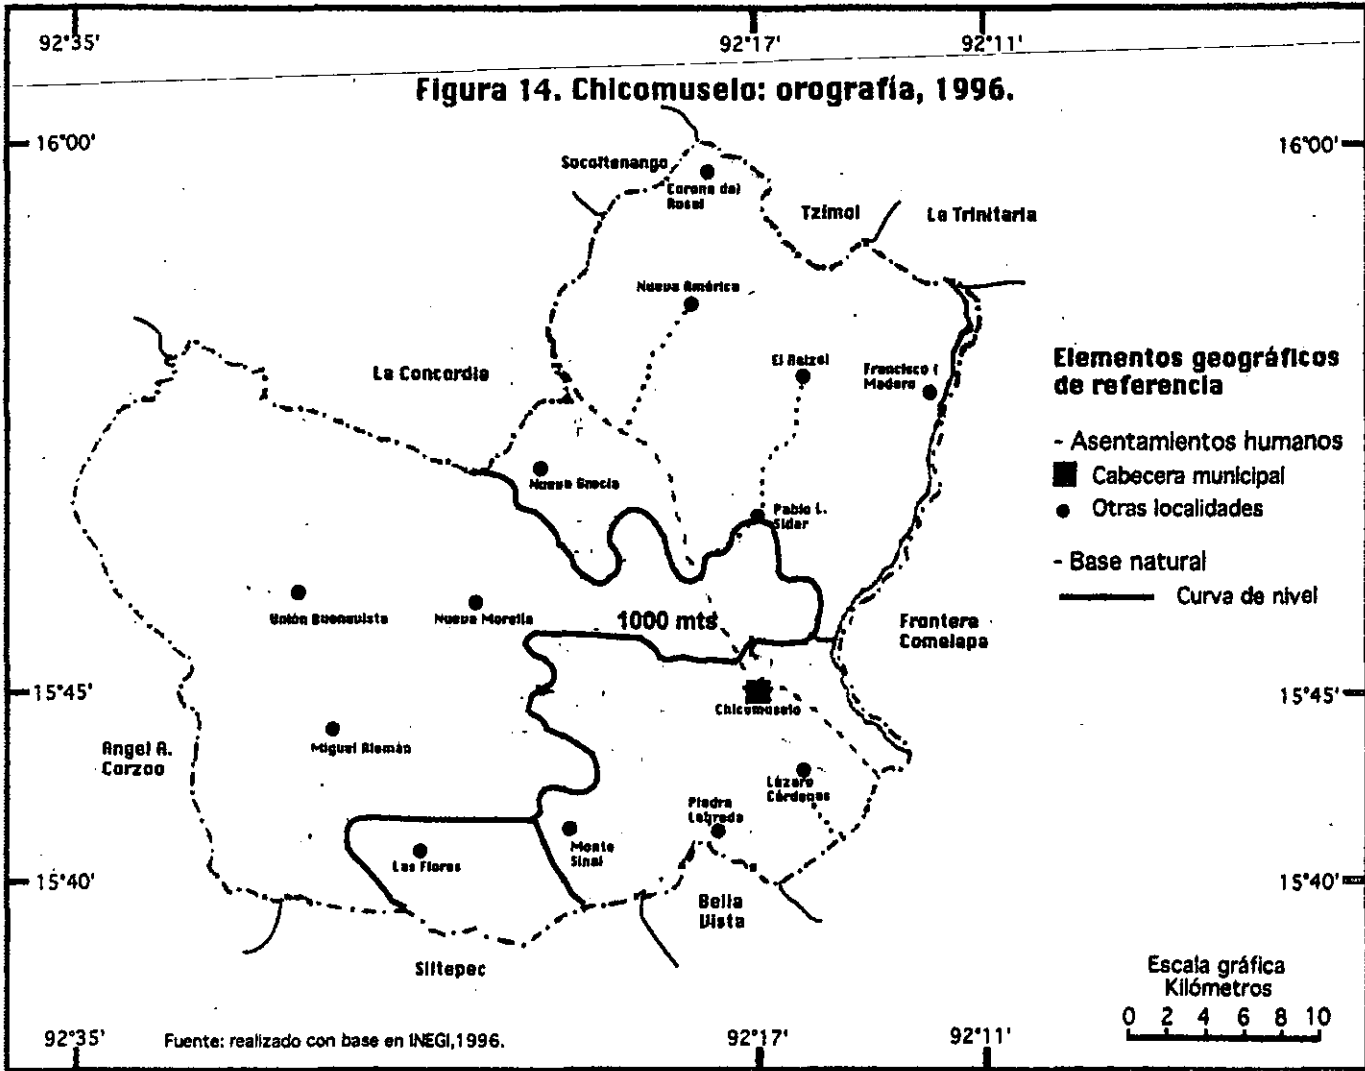 92°35'
92°17'
92°11'
Figura 14. Chicomuselo: orografía, 1996.
16°00'
16°00'
Socoltenango
Corona del
Rosal
Tzimol
La Trinitaria
Nueva América
La Concordia
El Reizel
Francisco I
Madero
Elementos geográficos
de referencia
- Asentamientos humanos
Cabecera municipal
Otras localidades
- Base natural
Curva de nivel
Nueva Grecia
Pablo L.
Sidar
Unión Buenavista
Nueva Morelia
1000 mts
Frontera
Comalapa
15°45'
15°45'
Chicomuselo
Angel A.
Corzo
Miguel Alemán
Lázaro
Cárdenas
Piedra
Labrada
Monte
Sinaí
Las Flores
15°40'
15°40'
Bella
Vista
Siltepec
Escala gráfica
Kilómetros
0 2 4 6 8 10
92°35'
Fuente: realizado con base en INEGI,1996.
92°17'
92°11'